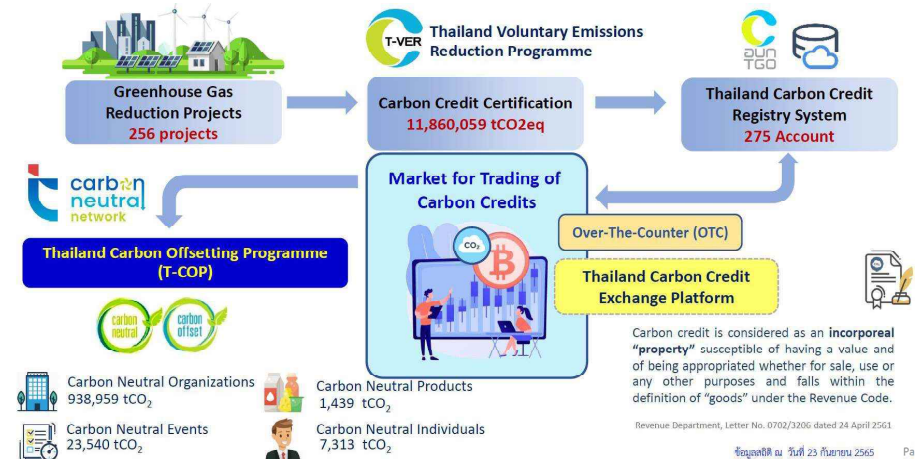 T-VER
Thailand Voluntary Emissions
Reduction Programme
TGO
Greenhouse Gas
Reduction Projects
256 projects
Carbon Credit Certification
11,860,059 tCO2eq
Thailand Carbon Credit
Registry System
275 Account
carbon
neutral
network
Market for Trading of
Carbon Credits
Over-The-Counter (OTC)
CO₂
Thailand Carbon Offsetting Programme
(T-COP)
Thailand Carbon Credit
Exchange Platform
carbon
neutral
carbon
offset
Carbon credit is considered as an incorporeal
“property” susceptible of having a value and
of being appropriated whether for sale, use or
any other purposes and falls within the
definition of “goods” under the Revenue Code.
Carbon Neutral Organizations
938,959 tCO₂
Carbon Neutral Products
1,439 tCO₂
Carbon Neutral Events
23,540 tCO₂
Carbon Neutral Individuals
7,313 tCO₂
Revenue Department, Letter No. 0702/3206 dated 24 April 2561
ข้อมูลสถิติ ณ วันที่ 23 กันยายน 2565
Pa